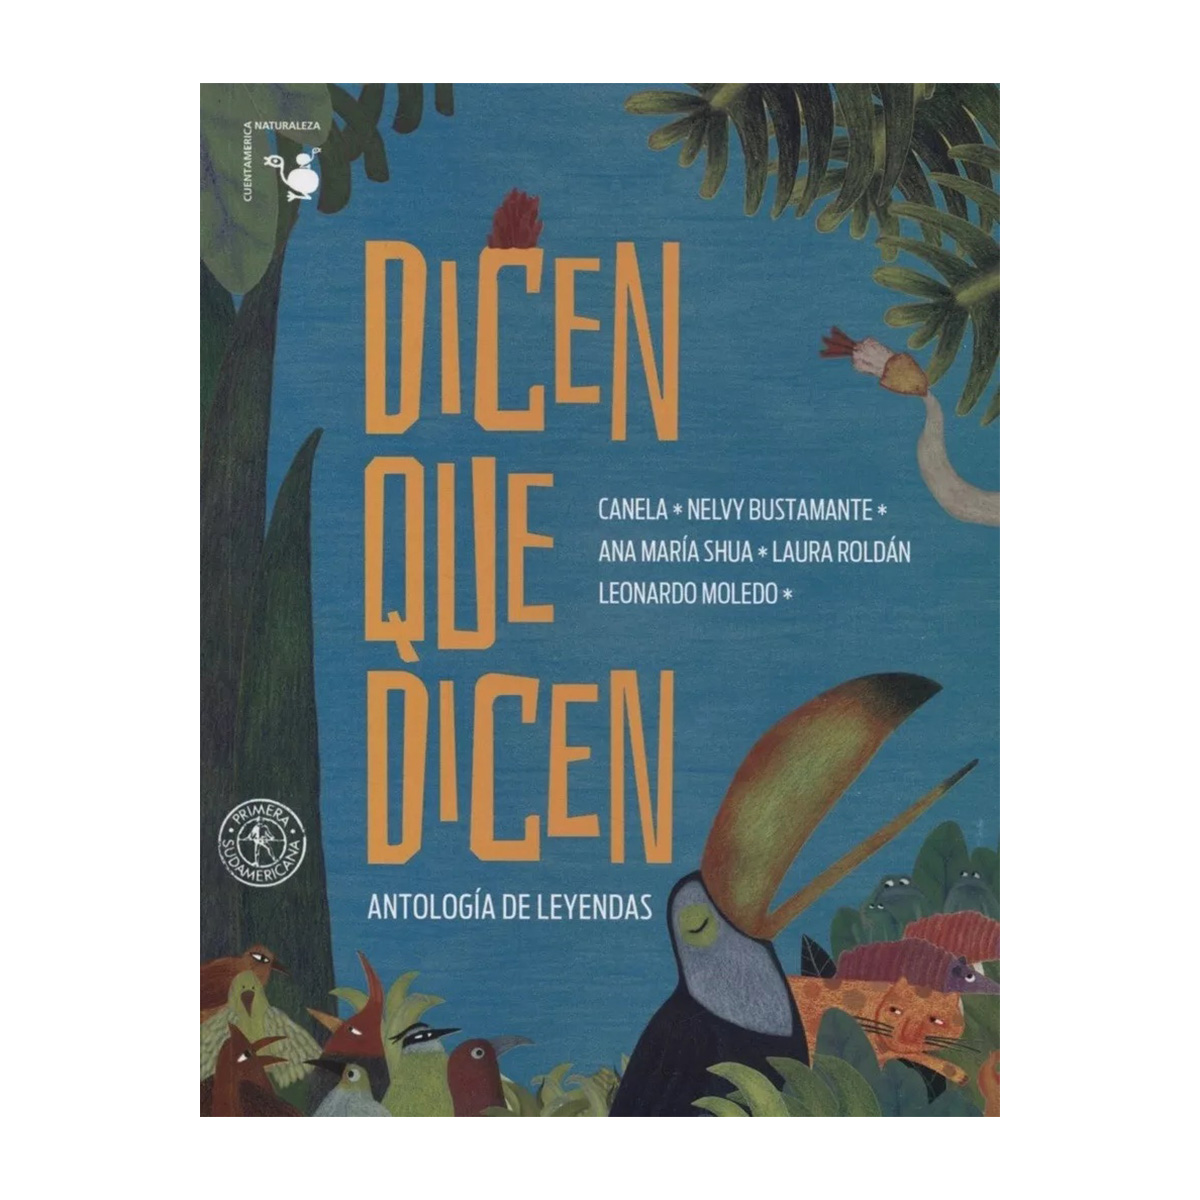 CUENTAMERICA
NATURALEZA
DICEN
QUE
DICEN
CANELA * NELVY BUSTAMANTE *
ANA MARÍA SHUA * LAURA ROLDÁN
LEONARDO MOLEDO *
PRIMERA
SUDAMERICANA
ANTOLOGÍA DE LEYENDAS